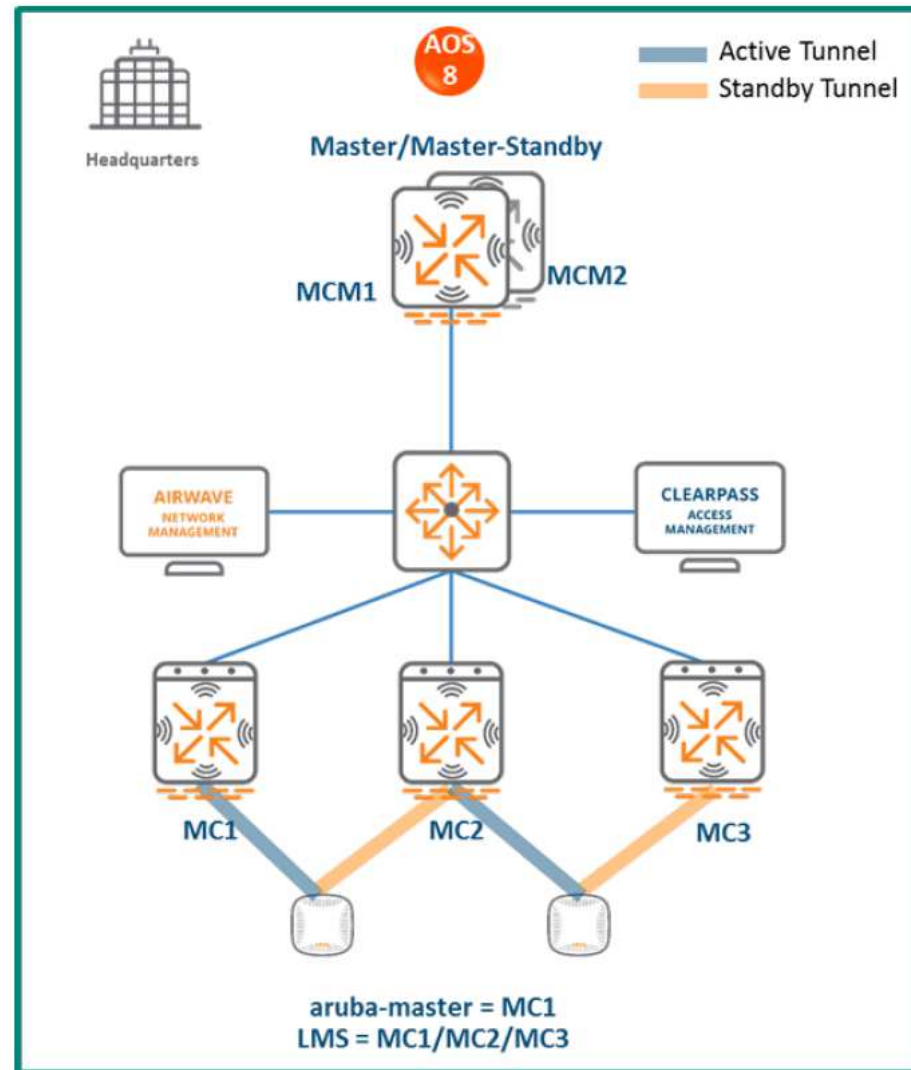 AOS
8
Active Tunnel
Standby Tunnel
Headquarters
Master/Master-Standby
MCM1
MCM2
AIRWAVE
NETWORK
MANAGEMENT
CLEARPASS
ACCESS
MANAGEMENT
MC1
MC2
MC3
aruba-master = MC1
LMS = MC1/MC2/MC3